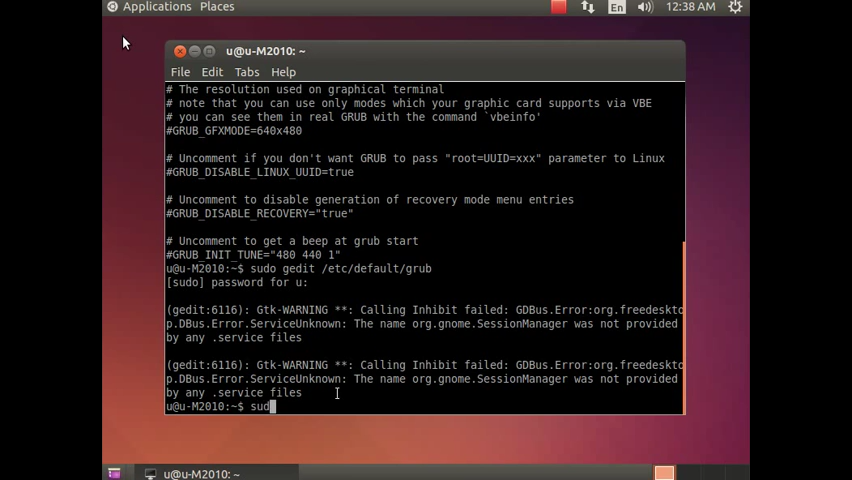 Applications Places En 12:38 AM
u@u-M2010: ~
File Edit Tabs Help
# The resolution used on graphical terminal
# note that you can use only modes which your graphic card supports via VBE
# you can see them in real GRUB with the command `vbeinfo'
#GRUB_GFXMODE=640x480
# Uncomment if you don't want GRUB to pass "root=UUID=xxx" parameter to Linux
#GRUB_DISABLE_LINUX_UUID=true
# Uncomment to disable generation of recovery mode menu entries
#GRUB_DISABLE_RECOVERY="true"
# Uncomment to get a beep at grub start
#GRUB_INIT_TUNE="480 440 1"
u@u-M2010:~$ sudo gedit /etc/default/grub
[sudo] password for u:
(gedit:6116): Gtk-WARNING **: Calling Inhibit failed: GDBus.Error:org.freedeskto
p.DBus.Error.ServiceUnknown: The name org.gnome.SessionManager was not provided
by any .service files
(gedit:6116): Gtk-WARNING **: Calling Inhibit failed: GDBus.Error:org.freedeskto
p.DBus.Error.ServiceUnknown: The name org.gnome.SessionManager was not provided
by any .service files
u@u-M2010:~$ sud
u@u-M2010: ~